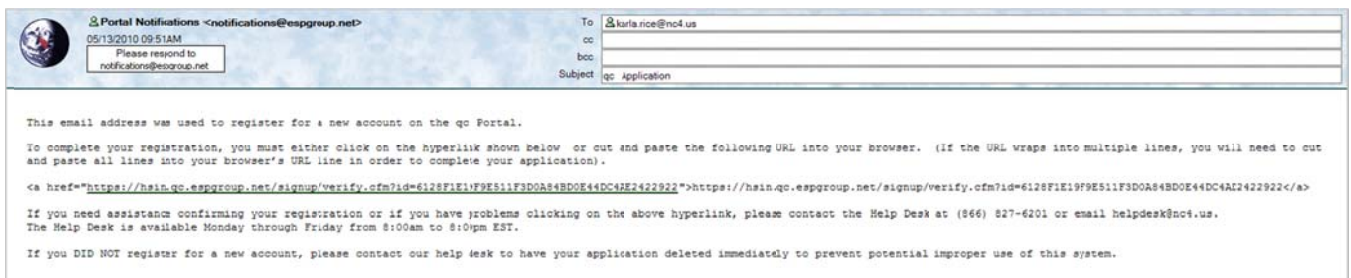 Portal Notifiations <notifications@espgroup.net>
05/13/2010 09:51AM
Please respond to
notifications@esgroup.net
To karla.rice@nc4.us
cc
bcc
Subject qc Application
This email address was used to register for a new account on the qc Portal.
To complete your registration, you must either click on the hyperlink shown below or cut and paste the following URL into your browser. (If the URL wraps into multiple lines, you will need to cut
and paste all lines into your browser's URL line in order to complete your application).
<a href="https://hsin.qc.espgroup.net/signup/verify.cfm?id=6128F1E19F9E511F3D0A84BD0E44DC4AE2422922">https://hsin.qc.espgroup.net/signup/verify.cfm?id=6128F1E19F9E511F3D0A84BD0E44DC4AE2422922</a>
If you need assistance confirming your registration or if you have problems clicking on the above hyperlink, please contact the Help Desk at (866) 827-6201 or email helpdesk@nc4.us.
The Help Desk is available Monday through Friday from 8:00am to 8:00pm EST.
If you DID NOT register for a new account, please contact our help desk to have your application deleted immediately to prevent potential improper use of this system.